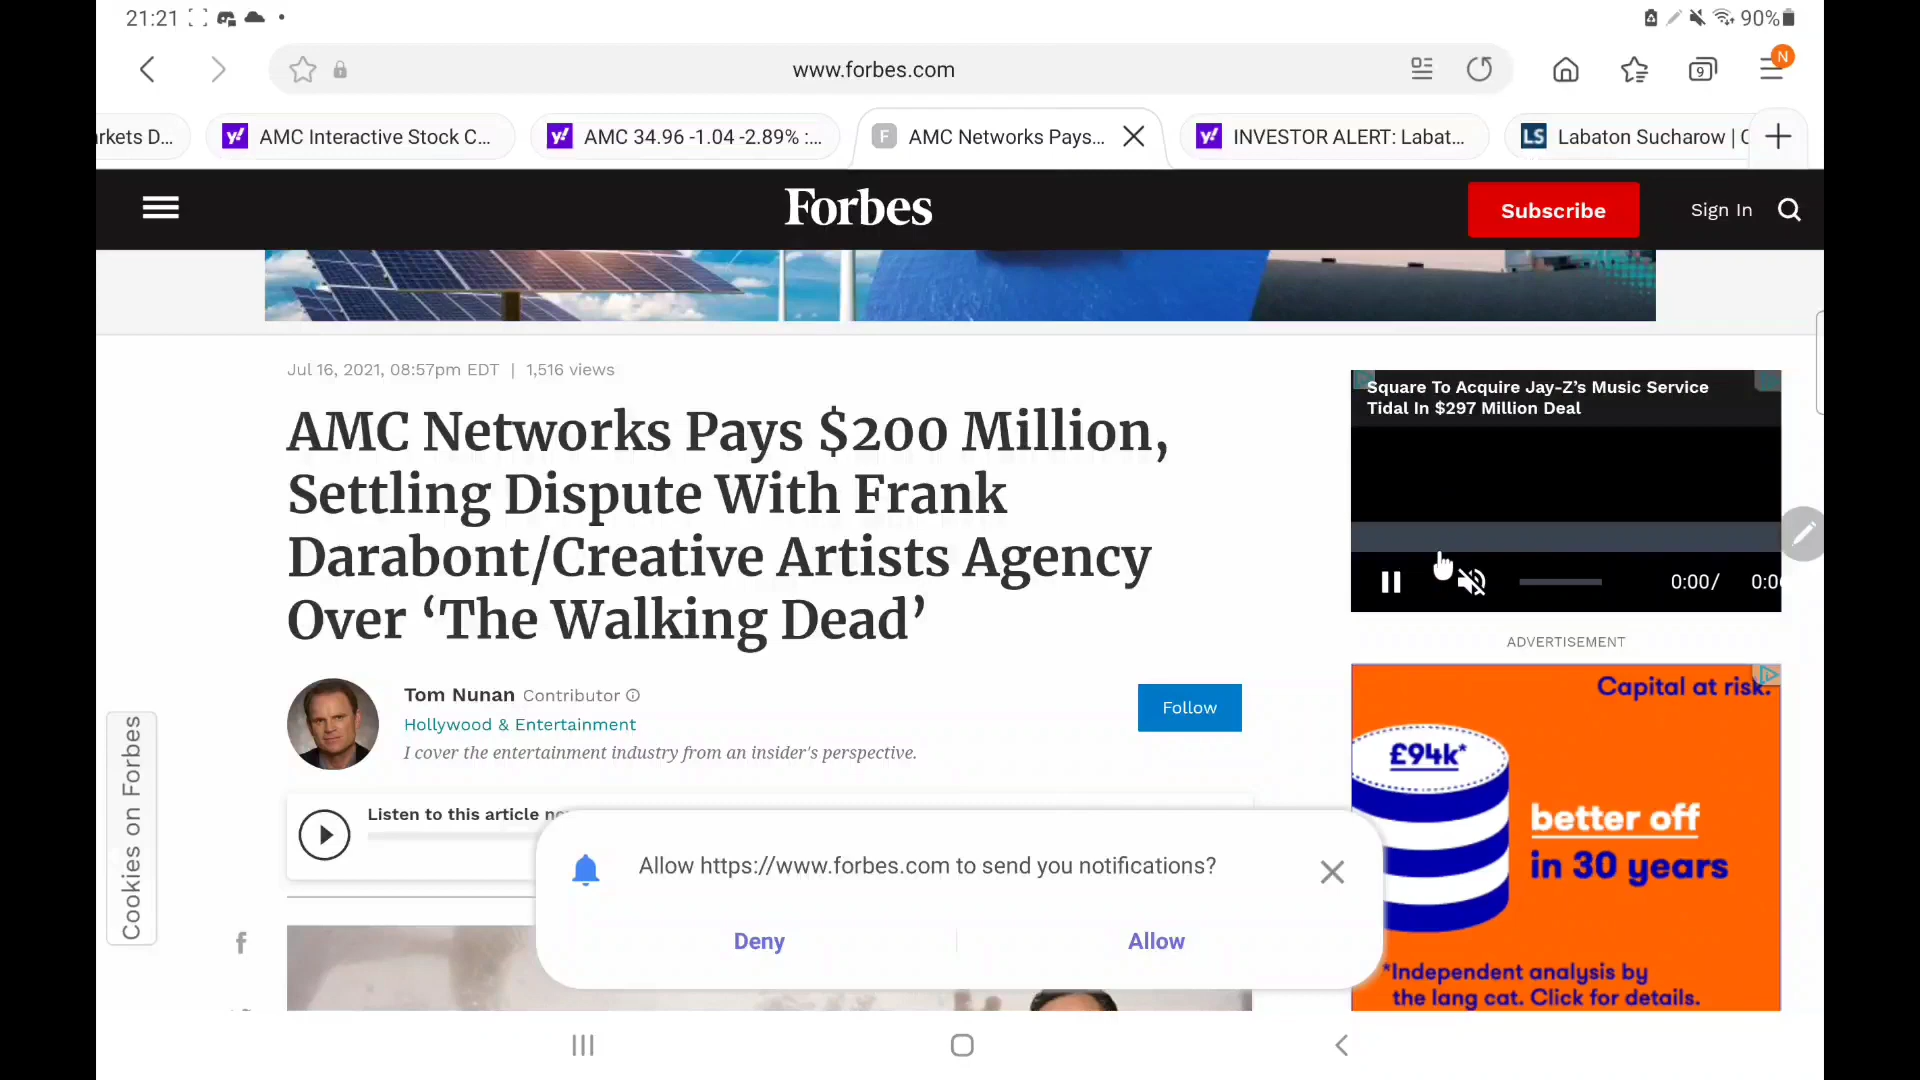 21:21
90%
www.forbes.com
9
N
rkets D...
y! AMC Interactive Stock C...
y! AMC 34.96 -1.04 -2.89% :...
F AMC Networks Pays...
y! INVESTOR ALERT: Labat...
LS Labaton Sucharow | C
Forbes
Subscribe
Sign In
Jul 16, 2021, 08:57pm EDT | 1,516 views
AMC Networks Pays $200 Million,
Settling Dispute With Frank
Darabont/Creative Artists Agency
Over ‘The Walking Dead’
Tom Nunan Contributor
Hollywood & Entertainment
I cover the entertainment industry from an insider's perspective.
Follow
Listen to this article
Square To Acquire Jay-Z’s Music Service
Tidal In $297 Million Deal
0:00/ 0:0
ADVERTISEMENT
Capital at risk.
£94k*
better off
in 30 years
*Independent analysis by
the lang cat. Click for details.
Cookies on Forbes
f
Allow https://www.forbes.com to send you notifications?
Deny
Allow